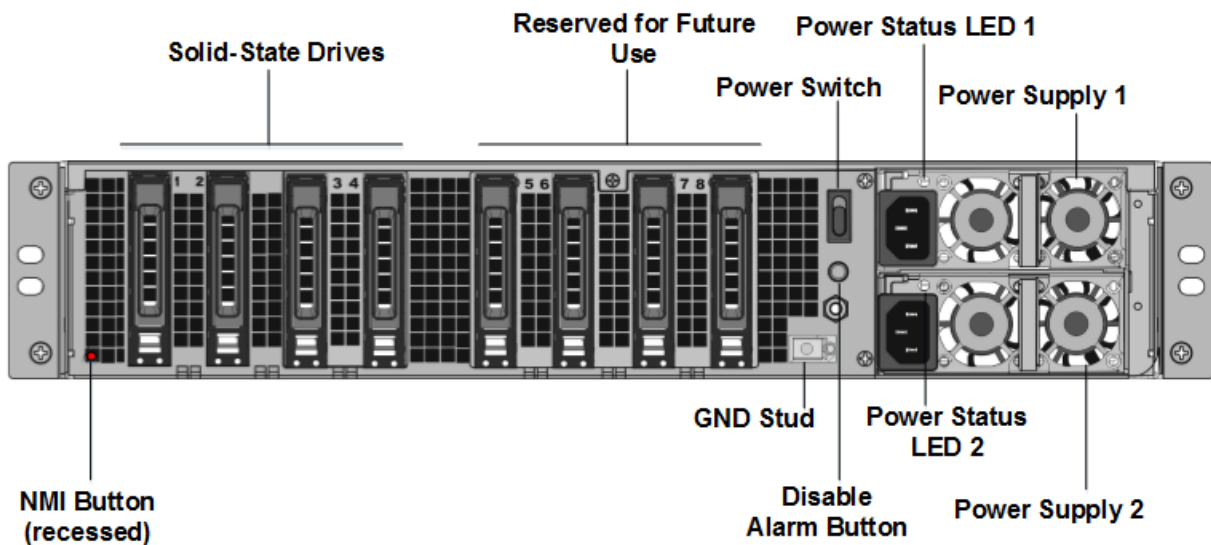 Reserved for Future
Use
Power Status LED 1
Solid-State Drives
Power Switch
Power Supply 1
1 2 3 4 5 6 7 8
GND Stud
Power Status
LED 2
NMI Button
(recessed)
Disable
Alarm Button
Power Supply 2